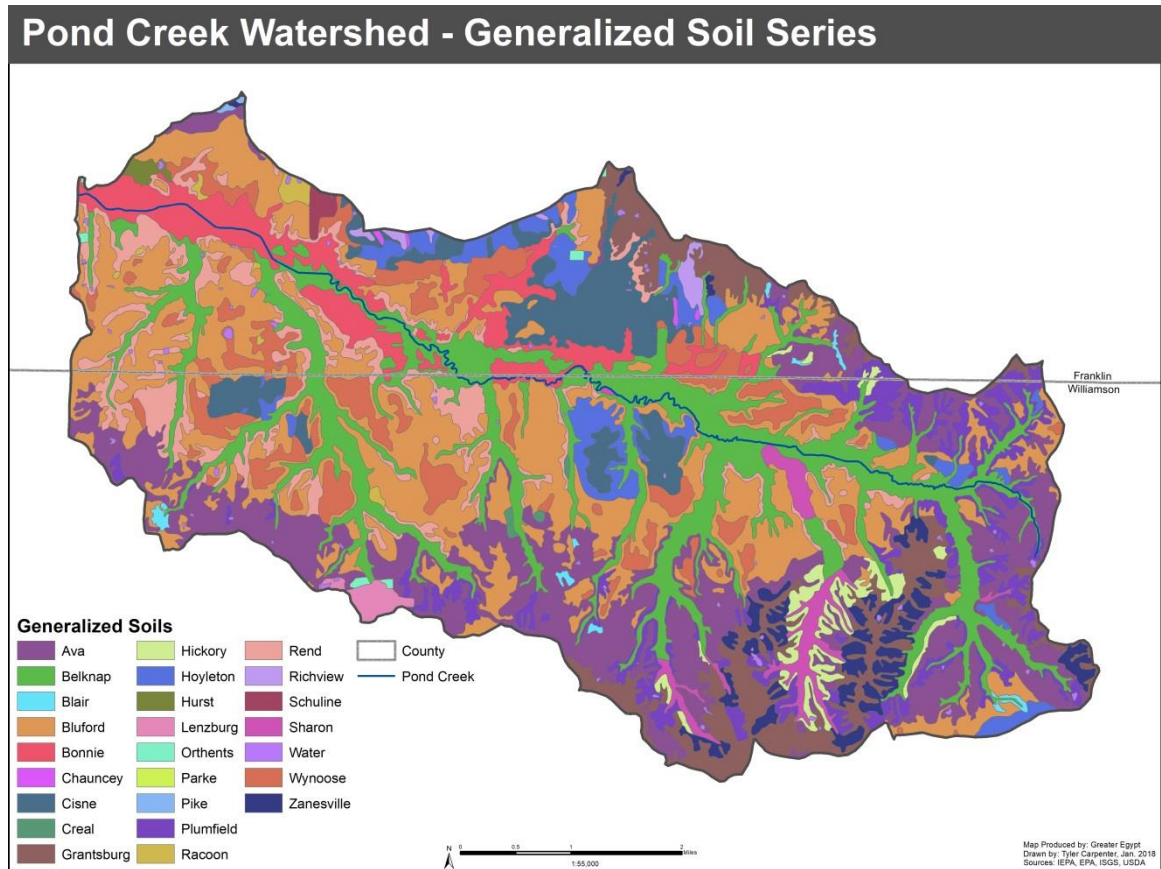 Pond Creek Watershed - Generalized Soil Series
Franklin
Williamson
Generalized Soils
Ava
Belknap
Blair
Bluford
Bonnie
Chauncey
Cisne
Creal
Grantsburg
Hickory
Hoyleton
Hurst
Lenzburg
Orthents
Parke
Pike
Plumfield
Racoon
Rend
Richview
Schuline
Sharon
Water
Wynoose
Zanesville
County
Pond Creek
N
0 0.5 1 2
Miles
1:55,000
Map Produced by: Greater Egypt
Drawn by: Tyler Carpenter, Jan. 2018
Sources: IEPA, EPA, ISGS, USDA